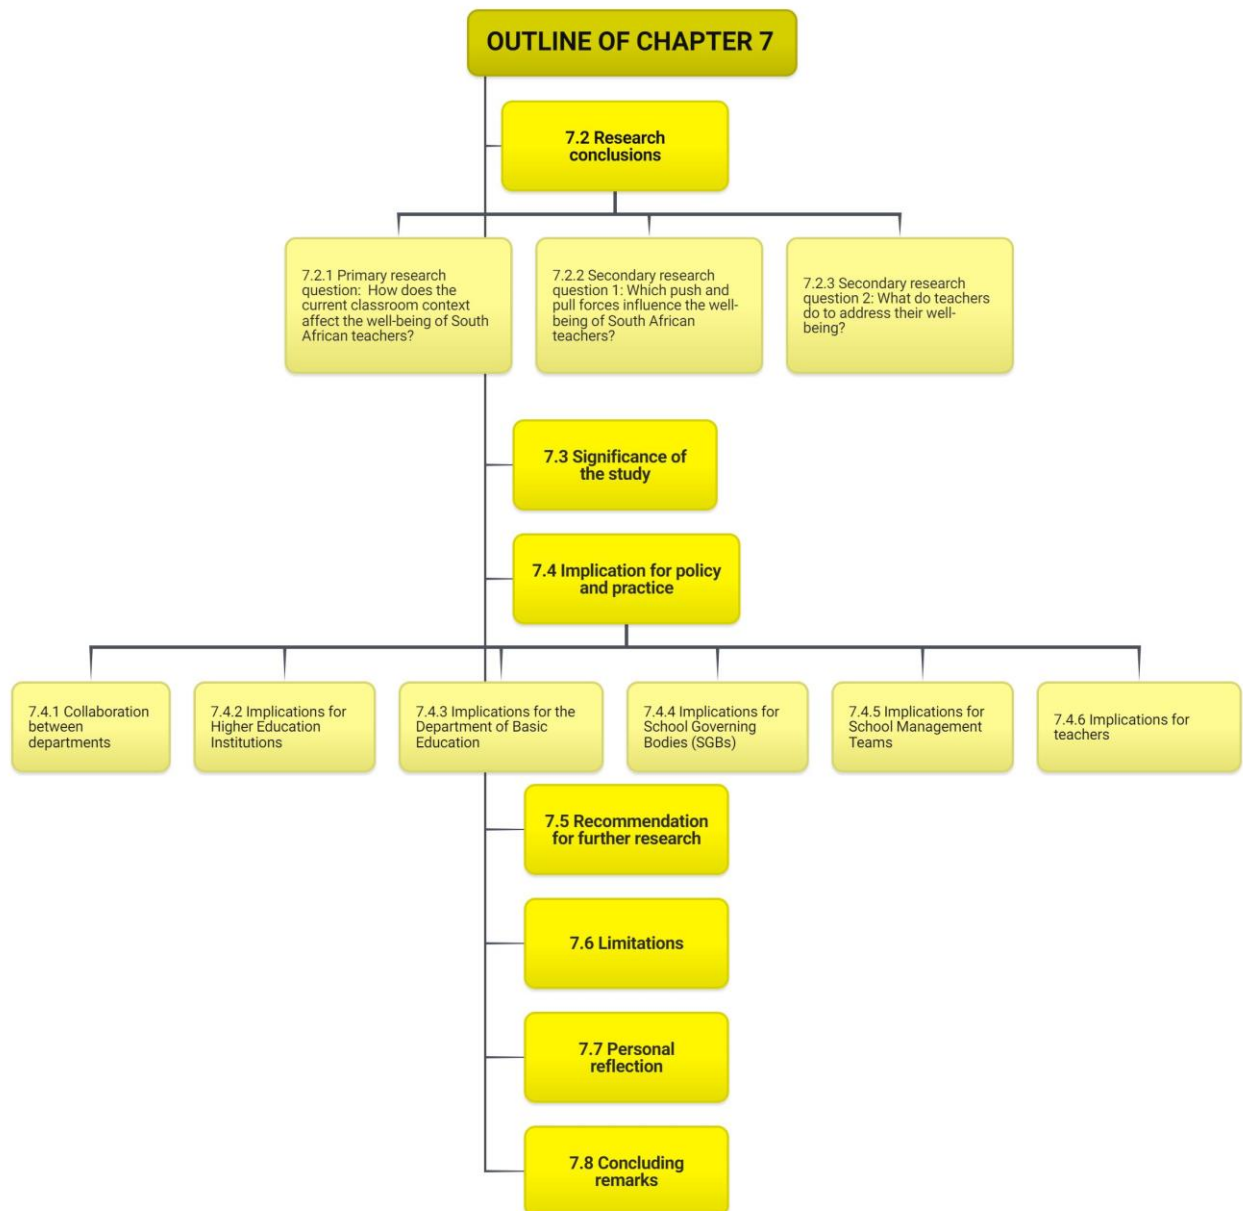 OUTLINE OF CHAPTER 7
7.2 Research
conclusions
7.2.1 Primary research
question: How does the
current classroom context
affect the well-being of South
African teachers?
7.2.2 Secondary research
question 1: Which push and
pull forces influence the well-
being of South African
teachers?
7.2.3 Secondary research
question 2: What do teachers
do to address their well-
being?
7.3 Significance of
the study
7.4 Implication for policy
and practice
7.4.1 Collaboration
between
departments
7.4.2 Implications for
Higher Education
Institutions
7.4.3 Implications for the
Department of Basic
Education
7.4.4 Implications for
School Governing
Bodies (SGBs)
7.4.5 Implications for
School Management
Teams
7.4.6 Implications for
teachers
7.5 Recommendation
for further research
7.6 Limitations
7.7 Personal
reflection
7.8 Concluding
remarks